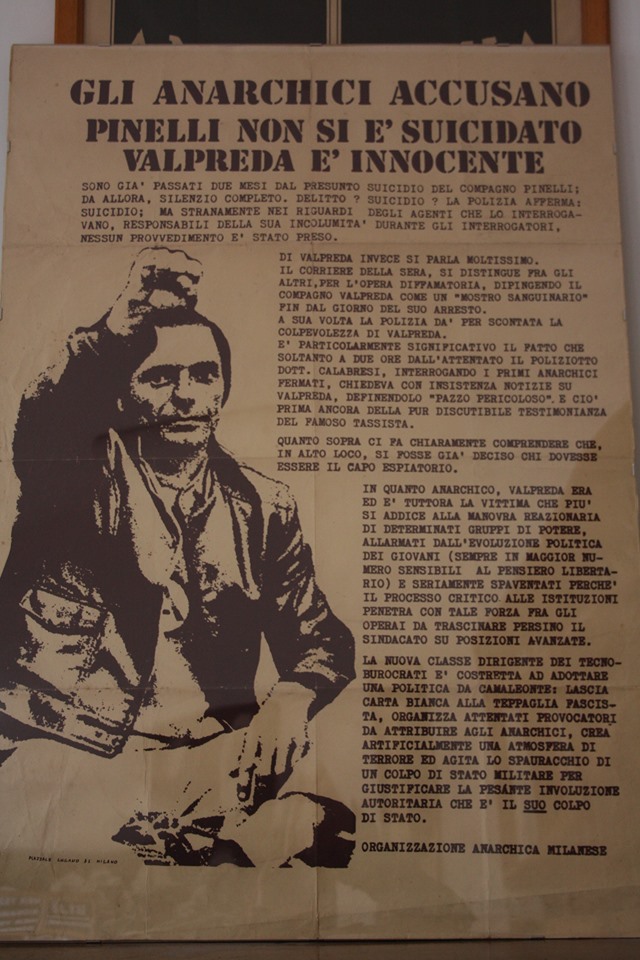 GLI ANARCHICI ACCUSANO
PINELLI NON SI E' SUICIDATO
VALPREDA E' INNOCENTE
SONO GIA' PASSATI DUE MESI DAL PRESUNTO SUICIDIO DEL COMPAGNO PINELLI;
DA ALLORA, SILENZIO COMPLETO. DELITTO ? SUICIDIO ? LA POLIZIA AFFERMA:
SUICIDIO; MA STRANAMENTE NEI RIGUARDI DEGLI AGENTI CHE LO INTERROGA-
VANO, RESPONSABILI DELLA SUA INCOLUMITA' DURANTE GLI INTERROGATORI,
NESSUN PROVVEDIMENTO E' STATO PRESO.
DI VALPREDA INVECE SI PARLA MOLTISSIMO.
IL CORRIERE DELLA SERA, SI DISTINGUE FRA GLI
ALTRI,PER L'OPERA DIFFAMATORIA, DIPINGENDO IL
COMPAGNO VALPREDA COME UN "MOSTRO SANGUINARIO"
FIN DAL GIORNO DEL SUO ARRESTO.
A SUA VOLTA LA POLIZIA DA' PER SCONTATA LA
COLPEVOLEZZA DI VALPREDA.
E' PARTICOLARMENTE SIGNIFICATIVO IL FATTO CHE
SOLTANTO A DUE ORE DALL'ATTENTATO IL POLIZIOTTO
DOTT. CALABRESI, INTERROGANDO I PRIMI ANARCHICI
FERMATI, CHIEDEVA CON INSISTENZA NOTIZIE SU
VALPREDA, DEFINENDOLO "PAZZO PERICOLOSO". E CIO'
PRIMA ANCORA DELLA PUR DISCUTIBILE TESTIMONIANZA
DEL FAMOSO TASSISTA.
QUANTO SOPRA CI FA CHIARAMENTE COMPRENDERE CHE,
IN ALTO LOCO, SI FOSSE GIA' DECISO CHI DOVESSE
ESSERE IL CAPO ESPIATORIO.
IN QUANTO ANARCHICO, VALPREDA ERA
ED E' TUTTORA LA VITTIMA CHE PIU'
SI ADDICE ALLA MANOVRA REAZIONARIA
DI DETERMINATI GRUPPI DI POTERE,
ALLARMATI DALL'EVOLUZIONE POLITICA
DEI GIOVANI (SEMPRE IN MAGGIOR NU-
MERO SENSIBILI AL PENSIERO LIBERTA-
RIO) E SERIAMENTE SPAVENTATI PERCHE'
IL PROCESSO CRITICO ALLE ISTITUZIONI
PENETRA CON TALE FORZA FRA GLI
OPERAI DA TRASCINARE PERSINO IL
SINDACATO SU POSIZIONI AVANZATE.
LA NUOVA CLASSE DIRIGENTE DEI TECNO-
BUROCRATI E' COSTRETTA AD ADOTTARE
UNA POLITICA DA CAMALEONTE: LASCIA
CARTA BIANCA ALLA TEPPAGLIA FASCIS-
TA, ORGANIZZA ATTENTATI PROVOCATORI
DA ATTRIBUIRE AGLI ANARCHICI, CREA
ARTIFICIALMENTE UNA ATMOSFERA DI
TERRORE ED AGITA LO SPAURACCHIO DI
UN COLPO DI STATO MILITARE PER
GIUSTIFICARE LA PESANTE INVOLUZIONE
AUTORITARIA CHE E' IL SUO COLPO
DI STATO.
ORGANIZZAZIONE ANARCHICA MILANESE
PIAZZALE LUGANO 31 MILANO